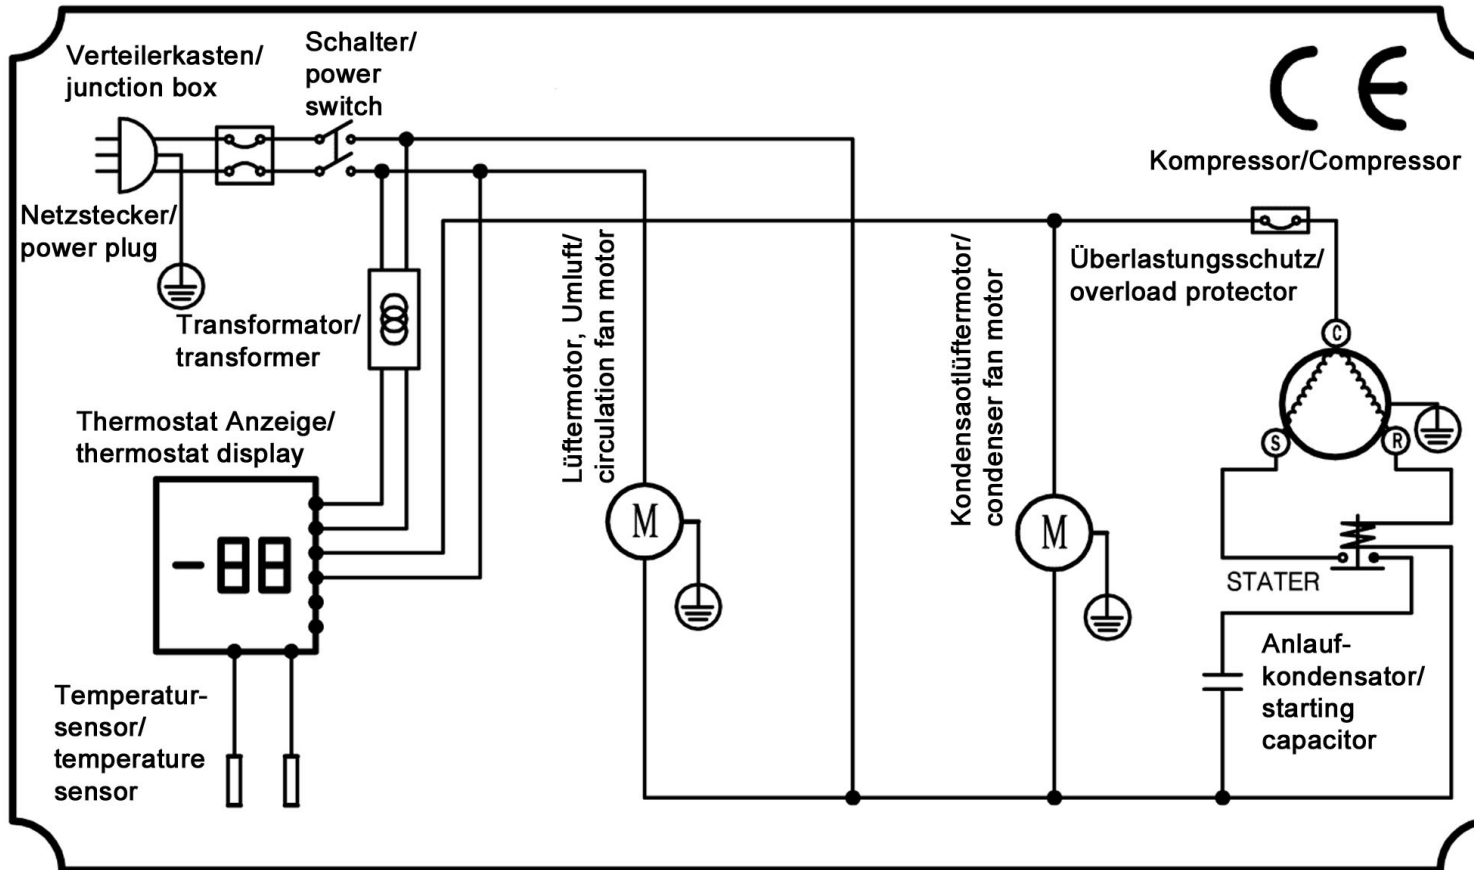 Verteilerkasten/
junction box
Schalter/
power
switch
CE
Kompressor/Compressor
Netzstecker/
power plug
Transformator/
transformer
Lüftermotor, Umluft/
circulation fan motor
Kondensaotlüftermotor/
condenser fan motor
Überlastungsschutz/
overload protector
C
S
R
Thermostat Anzeige/
thermostat display
-88
M
M
STATER
Temperatur-
sensor/
temperature
sensor
Anlauf-
kondensator/
starting
capacitor